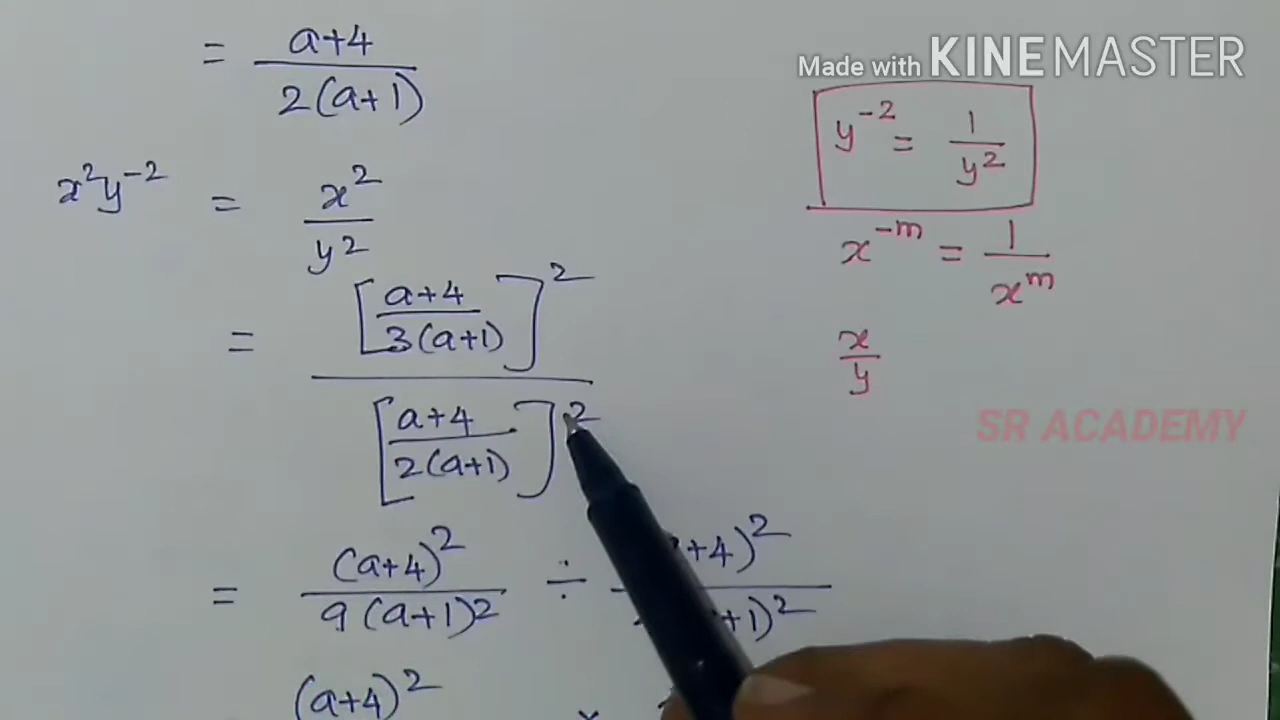 = a+4 / 2(a+1)
Made with KINEMASTER
y⁻² = 1/y²
x²y⁻² = x²/y²
x⁻ᵐ = 1/xᵐ
= [a+4 / 3(a+1)]² / [a+4 / 2(a+1)]²
x/y
SR ACADEMY
= (a+4)² / 9(a+1)² ÷ +4)² / +1)²
(a+4)² ×